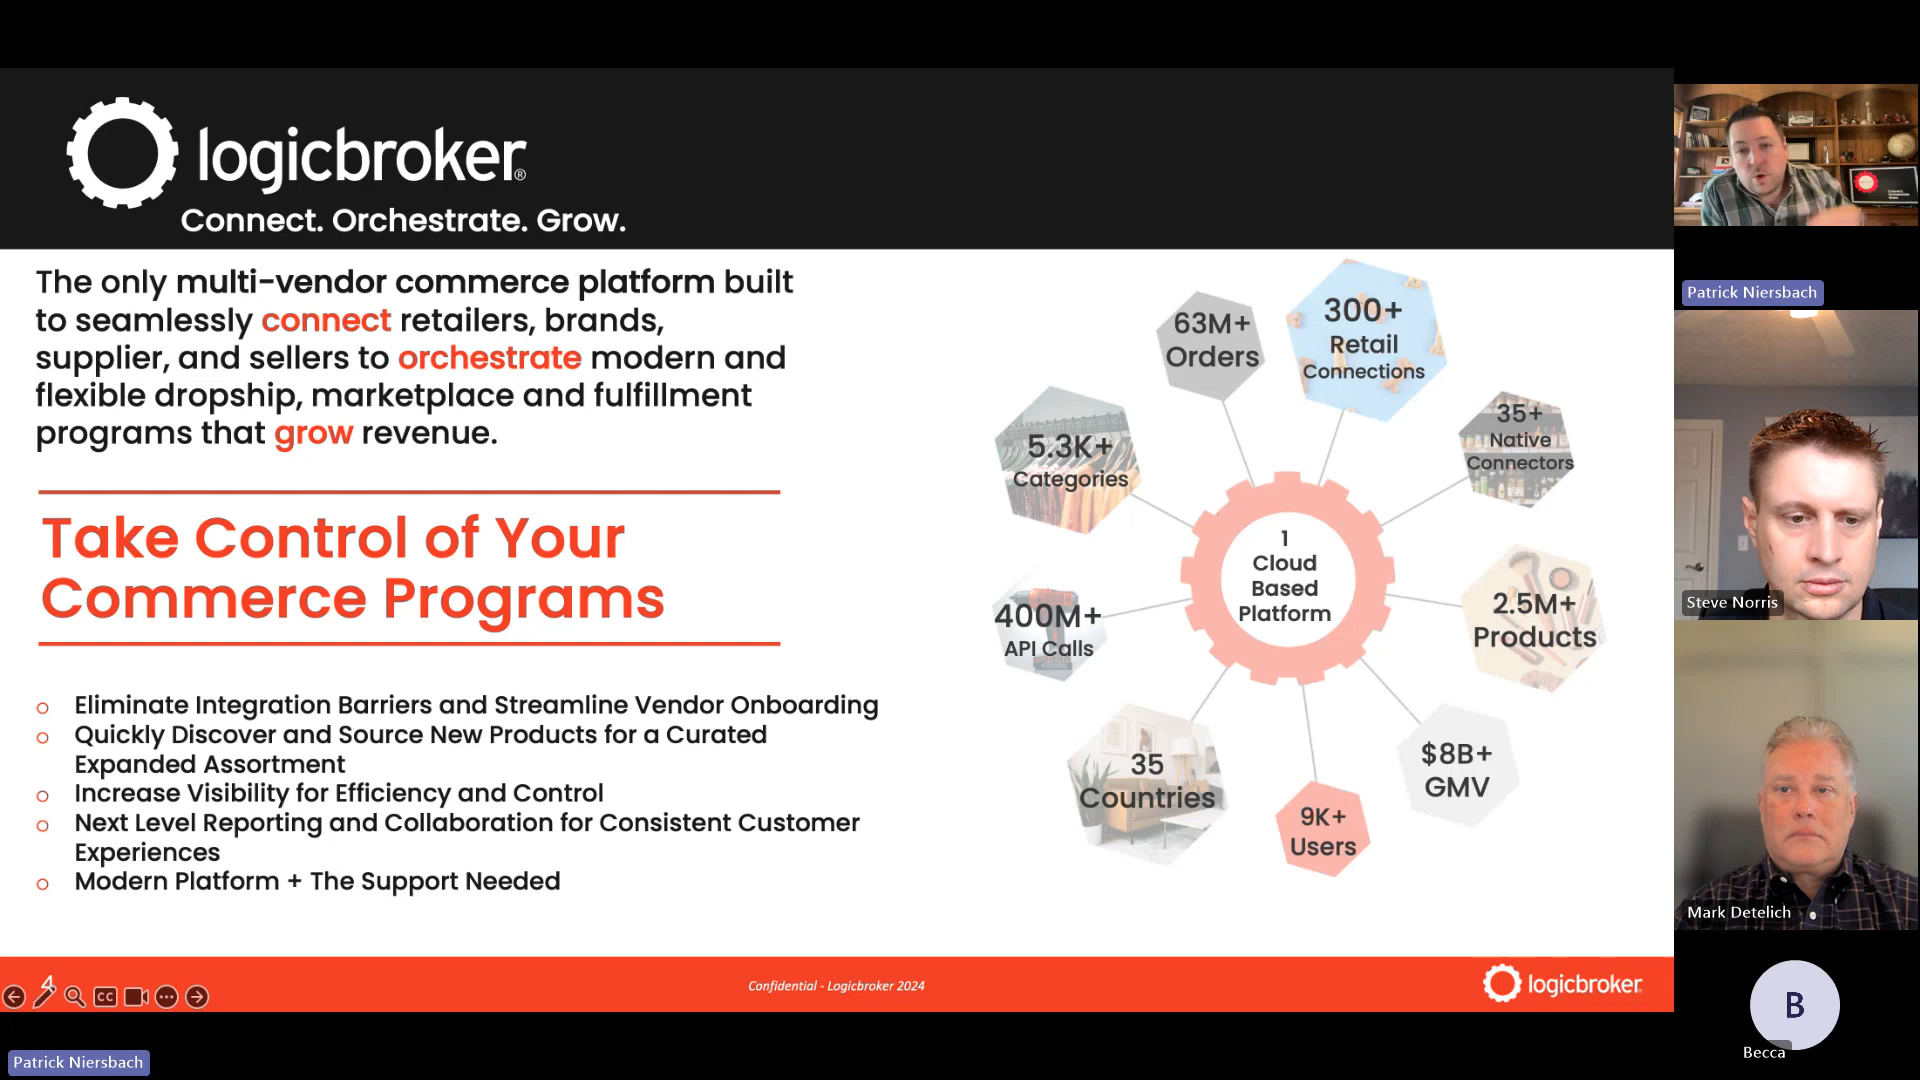 logicbroker®
Connect. Orchestrate. Grow.
The only multi-vendor commerce platform built
to seamlessly connect retailers, brands,
supplier, and sellers to orchestrate modern and
flexible dropship, marketplace and fulfillment
programs that grow revenue.
Take Control of Your
Commerce Programs
Eliminate Integration Barriers and Streamline Vendor Onboarding
Quickly Discover and Source New Products for a Curated
Expanded Assortment
Increase Visibility for Efficiency and Control
Next Level Reporting and Collaboration for Consistent Customer
Experiences
Modern Platform + The Support Needed
63M+
Orders
300+
Retail
Connections
35+
Native
Connectors
5.3K+
Categories
1
Cloud
Based
Platform
400M+
API Calls
2.5M+
Products
35
Countries
9K+
Users
$8B+
GMV
4
CC
Confidential - Logicbroker 2024
logicbroker
Patrick Niersbach
Patrick Niersbach
Steve Norris
Mark Detelich
B
Becca